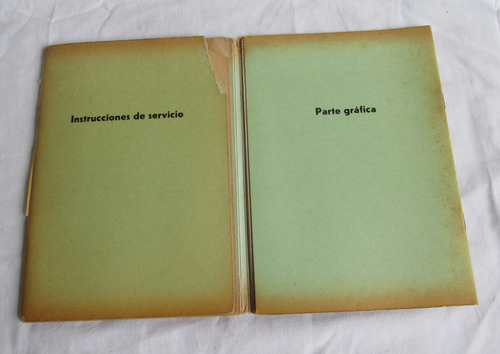 Instrucciones de servicio
Parte gráfica